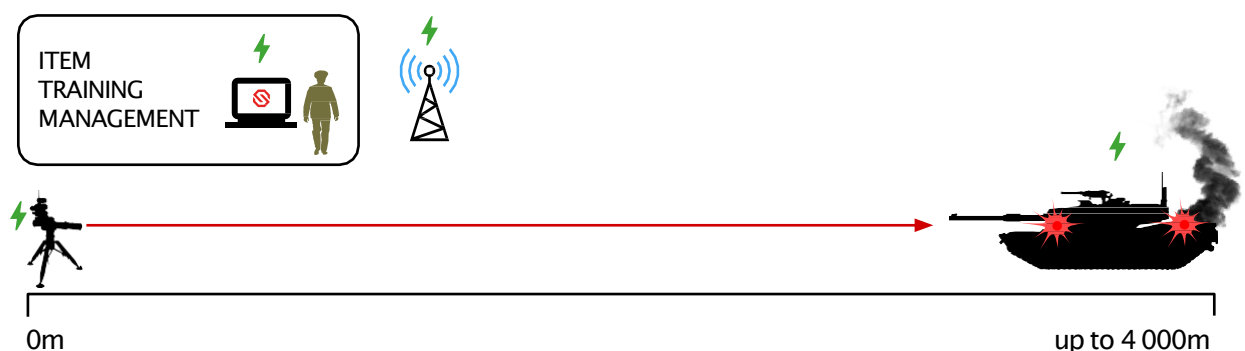 ITEM
TRAINING
MANAGEMENT
0m
up to 4 000m